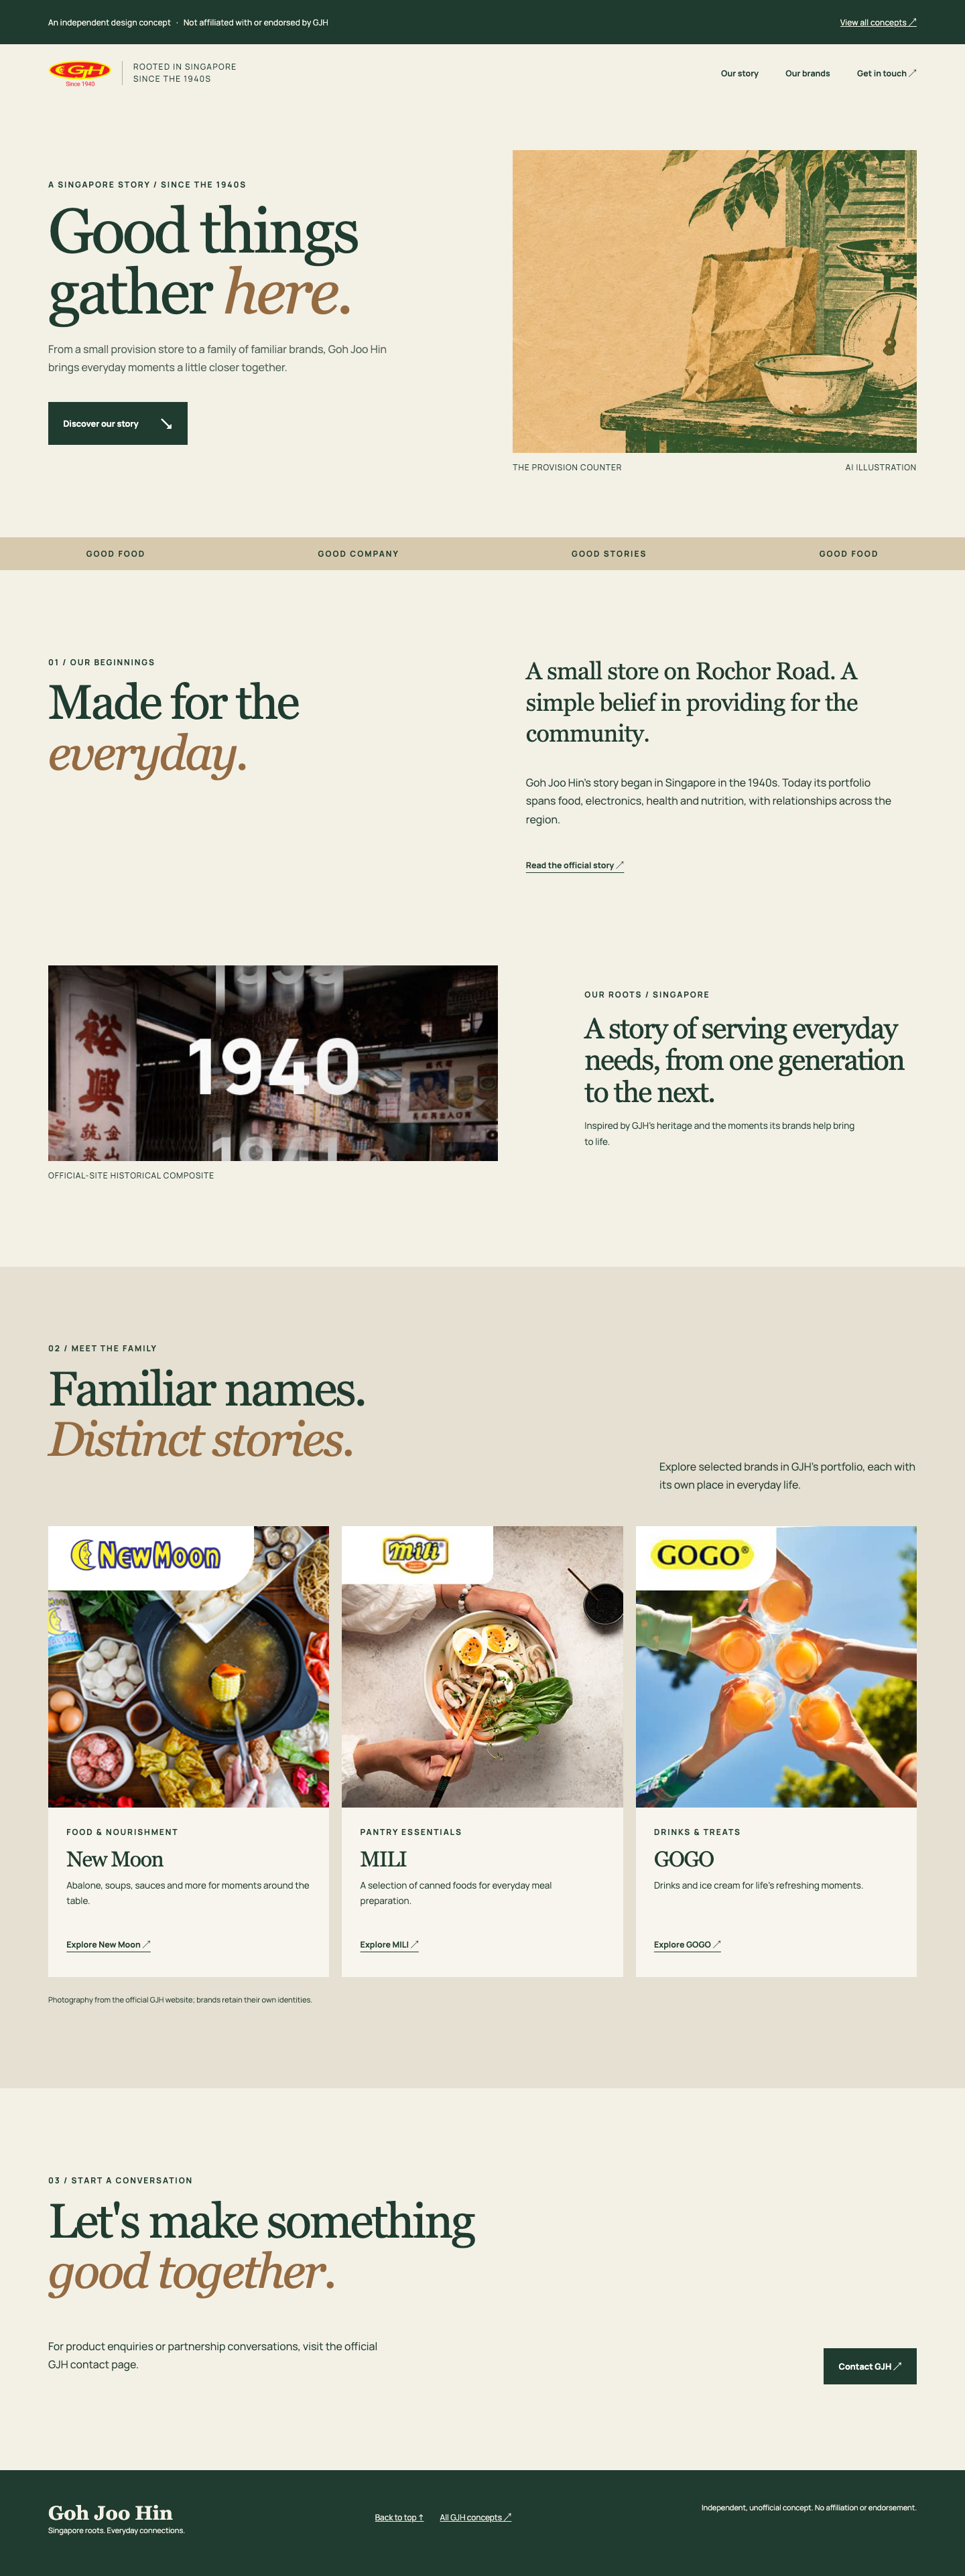 An independent design concept · Not affiliated with or endorsed by GJH
View all concepts ↗
GJH
Since 1940
ROOTED IN SINGAPORE
SINCE THE 1940S
Our story
Our brands
Get in touch ↗
A SINGAPORE STORY / SINCE THE 1940S
Good things
gather here.
From a small provision store to a family of familiar brands, Goh Joo Hin
brings everyday moments a little closer together.
Discover our story ↘
THE PROVISION COUNTER
AI ILLUSTRATION
GOOD FOOD
GOOD COMPANY
GOOD STORIES
GOOD FOOD
01 / OUR BEGINNINGS
Made for the
everyday.
A small store on Rochor Road. A
simple belief in providing for the
community.
Goh Joo Hin's story began in Singapore in the 1940s. Today its portfolio
spans food, electronics, health and nutrition, with relationships across the
region.
Read the official story ↗
1939
1940
1941
裕興
OFFICIAL-SITE HISTORICAL COMPOSITE
OUR ROOTS / SINGAPORE
A story of serving everyday
needs, from one generation
to the next.
Inspired by GJH's heritage and the moments its brands help bring
to life.
02 / MEET THE FAMILY
Familiar names.
Distinct stories.
Explore selected brands in GJH's portfolio, each with
its own place in everyday life.
NewMoon
mili
GOGO®
FOOD & NOURISHMENT
New Moon
Abalone, soups, sauces and more for moments around the
table.
Explore New Moon ↗
PANTRY ESSENTIALS
MILI
A selection of canned foods for everyday meal
preparation.
Explore MILI ↗
DRINKS & TREATS
GOGO
Drinks and ice cream for life's refreshing moments.
Explore GOGO ↗
Photography from the official GJH website; brands retain their own identities.
03 / START A CONVERSATION
Let's make something
good together.
For product enquiries or partnership conversations, visit the official
GJH contact page.
Contact GJH ↗
Goh Joo Hin
Singapore roots. Everyday connections.
Back to top ↑
All GJH concepts ↗
Independent, unofficial concept. No affiliation or endorsement.